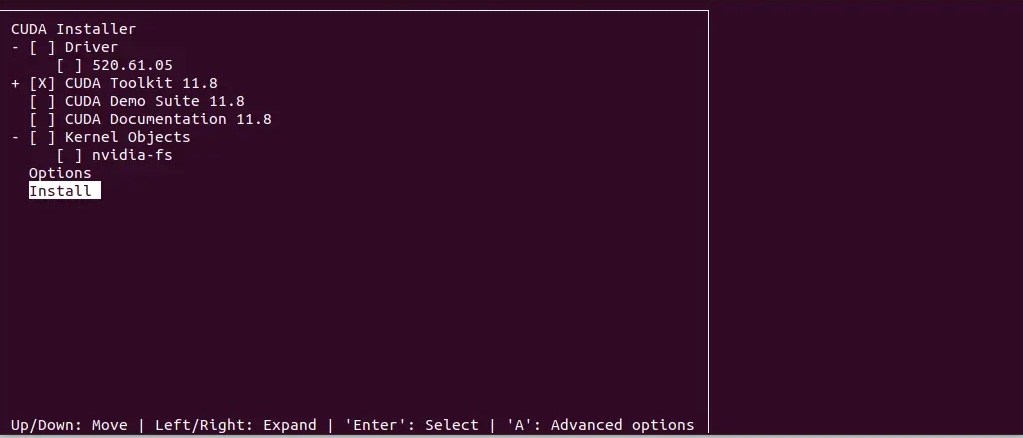 CUDA Installer
- [ ] Driver
[ ] 520.61.05
+ [X] CUDA Toolkit 11.8
[ ] CUDA Demo Suite 11.8
[ ] CUDA Documentation 11.8
- [ ] Kernel Objects
[ ] nvidia-fs
Options
Install
Up/Down: Move | Left/Right: Expand | 'Enter': Select | 'A': Advanced options